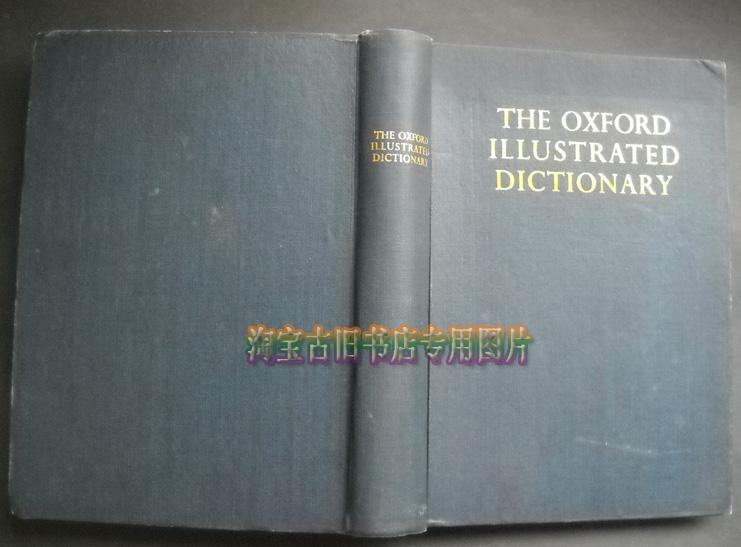 THE OXFORD
ILLUSTRATED
DICTIONARY
THE OXFORD
ILLUSTRATED
DICTIONARY
淘宝古旧书店专用图片